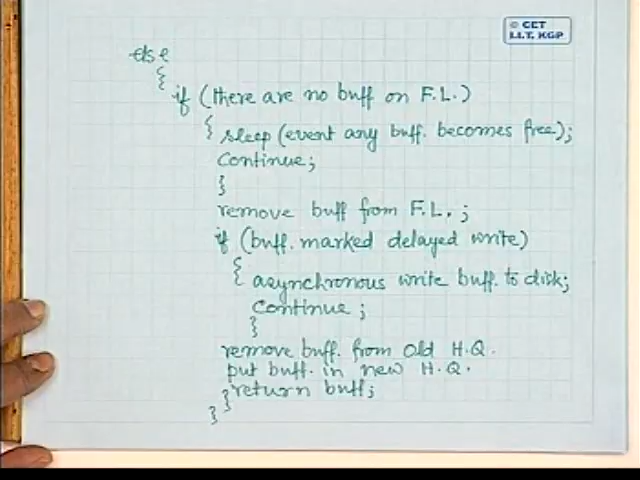 © CET
I.I.T. KGP
else
{
if (there are no buff on F.L.)
{ sleep (event any buff. becomes free);
Continue;
}
remove buff from F.L. ;
if (buff. marked delayed write)
{ asynchronous write buff. to disk;
Continue ;
}
remove buff. from Old H.Q.
put buff. in new H.Q.
} return buff;
}